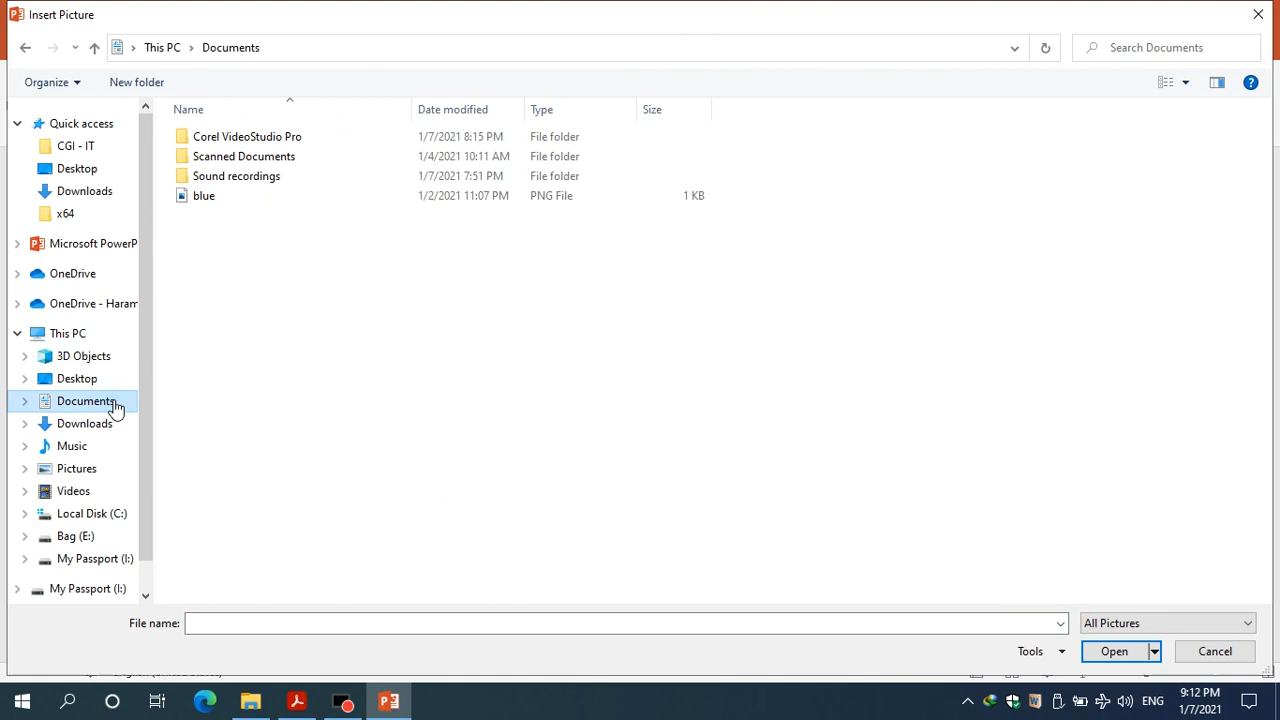 Insert Picture
This PC > Documents
Search Documents
Organize
New folder
Name
Date modified
Type
Size
Quick access
CGI - IT
Desktop
Downloads
x64
Microsoft PowerP
OneDrive
OneDrive - Haram
This PC
3D Objects
Desktop
Documents
Downloads
Music
Pictures
Videos
Local Disk (C:)
Bag (E:)
My Passport (I:)
My Passport (I:)
Corel VideoStudio Pro 1/7/2021 8:15 PM File folder
Scanned Documents 1/4/2021 10:11 AM File folder
Sound recordings 1/7/2021 7:51 PM File folder
blue 1/2/2021 11:07 PM PNG File 1 KB
File name:
All Pictures
Tools
Open
Cancel
ENG
9:12 PM
1/7/2021